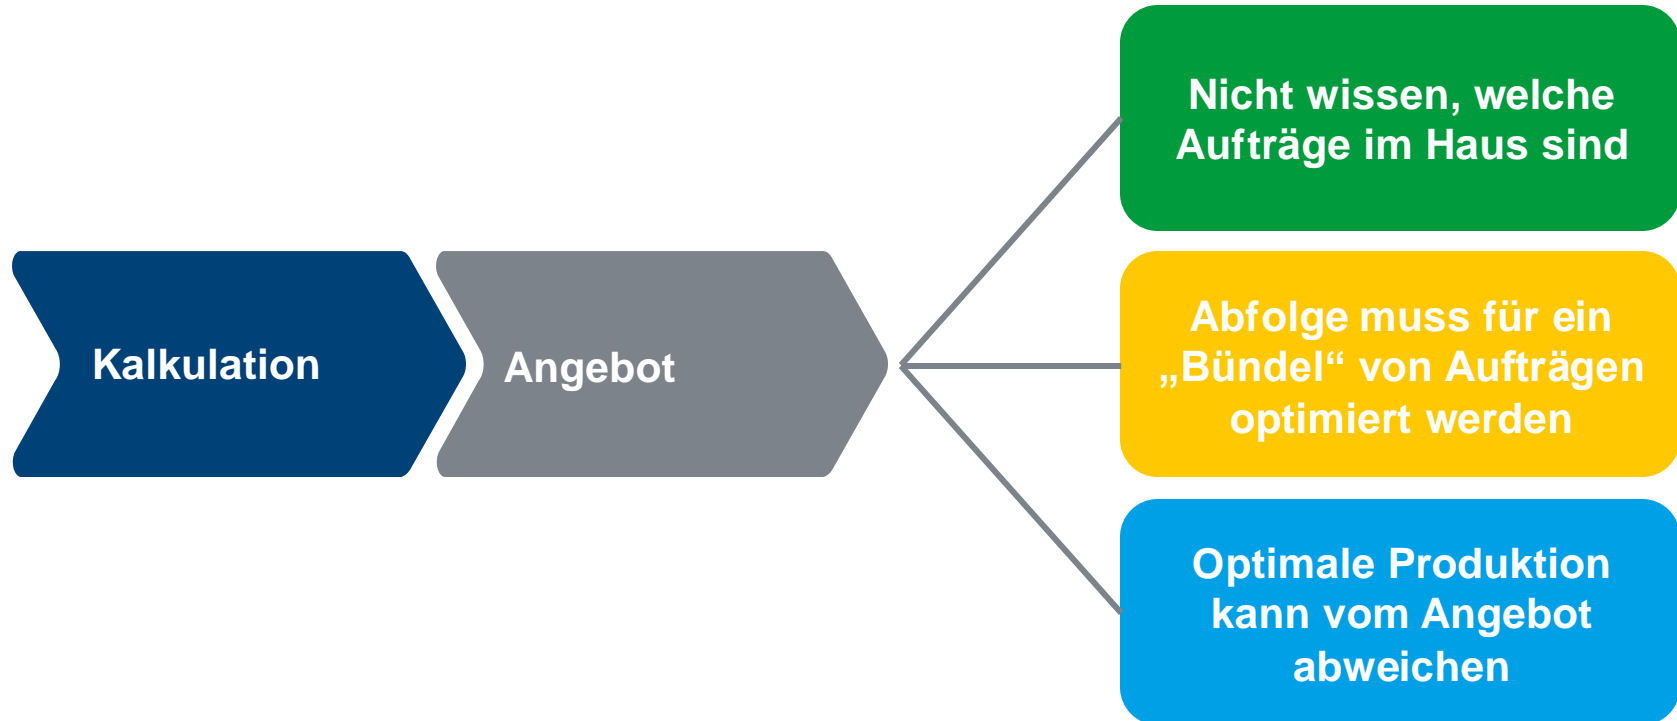 Nicht wissen, welche
Aufträge im Haus sind
Kalkulation
Angebot
Abfolge muss für ein
„Bündel“ von Aufträgen
optimiert werden
Optimale Produktion
kann vom Angebot
abweichen